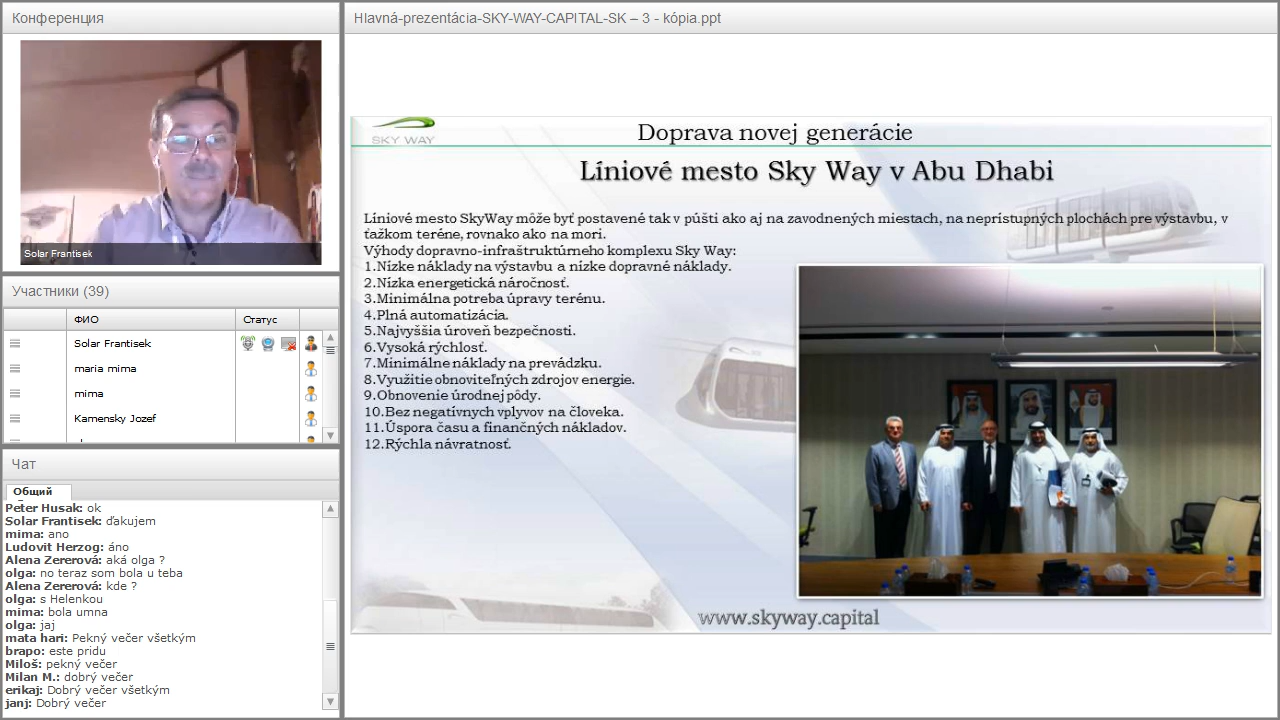 Конференция
Solar Frantisek
Участники (39)
ФИО
Статус
Solar Frantisek
maria mima
mima
Kamensky Jozef
Чат
Общий
Peter Husak: ok
Solar Frantisek: ďakujem
mima: ano
Ludovit Herzog: áno
Alena Zererová: aká olga ?
olga: no teraz som bola u teba
Alena Zererová: kde ?
olga: s Helenkou
mima: bola umna
olga: jaj
mata hari: Pekný večer všetkým
brapo: este pridu
Miloš: pekný večer
Milan M.: dobrý večer
erikaj: Dobrý večer všetkým
janj: Dobrý večer
Hlavná-prezentácia-SKY-WAY-CAPITAL-SK – 3 - kópia.ppt
SKY WAY
Doprava novej generácie
Líniové mesto Sky Way v Abu Dhabi
Líniové mesto SkyWay môže byť postavené tak v púšti ako aj na zavodnených miestach, na neprístupných plochách pre výstavbu, v
ťažkom teréne, rovnako ako na mori.
Výhody dopravno-infraštruktúrneho komplexu Sky Way:
1.Nízke náklady na výstavbu a nízke dopravné náklady.
2.Nízka energetická náročnosť.
3.Minimálna potreba úpravy terénu.
4.Plná automatizácia.
5.Najvyššia úroveň bezpečnosti.
6.Vysoká rýchlosť.
7.Minimálne náklady na prevádzku.
8.Využitie obnoviteľných zdrojov energie.
9.Obnovenie úrodnej pôdy.
10.Bez negatívnych vplyvov na človeka.
11.Úspora času a finančných nákladov.
12.Rýchla návratnosť.
www.skyway.capital